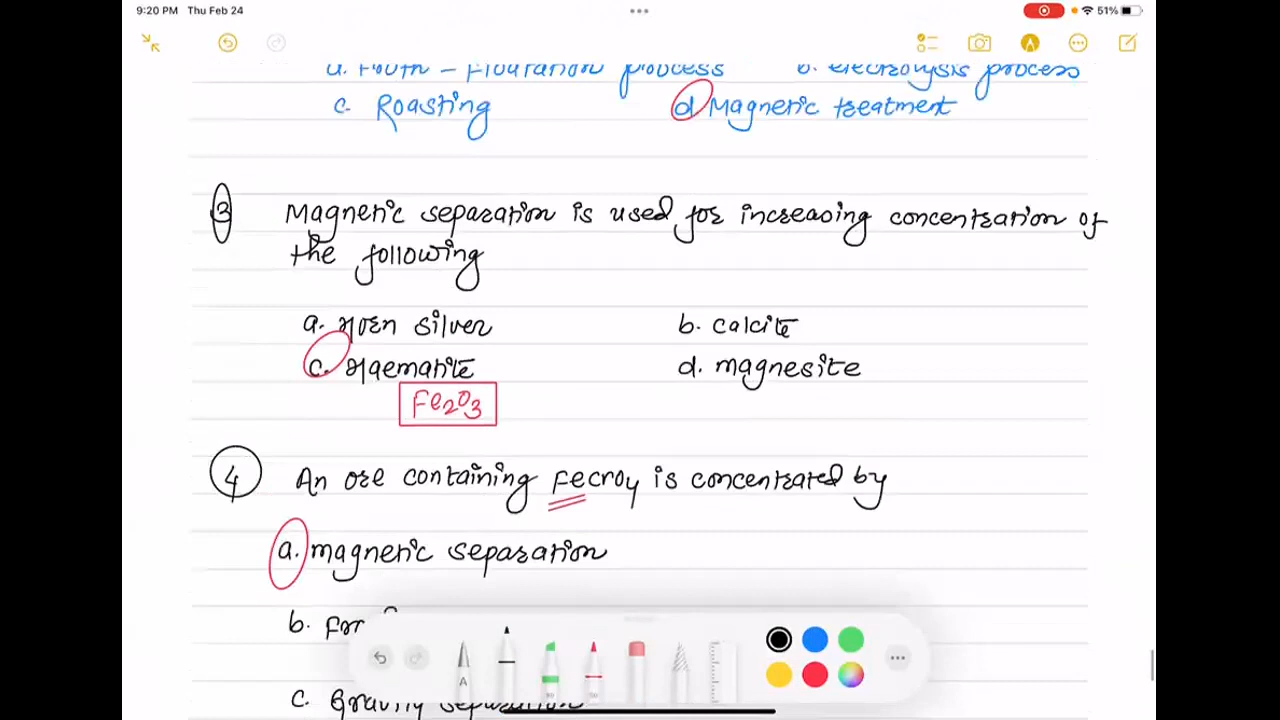 9:20 PM Thu Feb 24
51%
process b. electrolysis process
c. Roasting d. Magnetic treatment
3 Magnetic separation is used for increasing concentration of
the following
a. Horn silver b. calcite
c. Haematite d. magnesite
Fe2O3
4 An ore containing FeCrO4 is concentrated by
a. magnetic separation
b.
c. Gravity separation
A